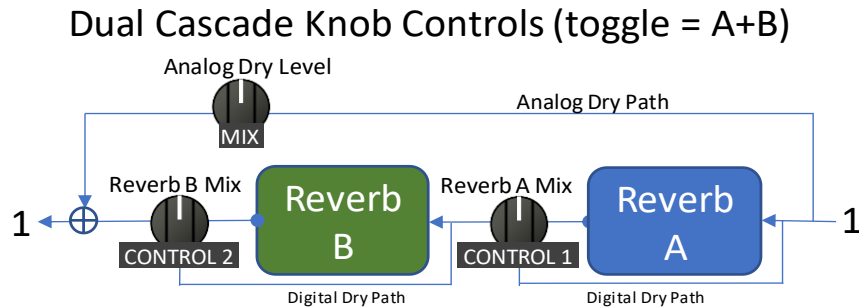 Dual Cascade Knob Controls (toggle = A+B)
Analog Dry Level
Analog Dry Path
MIX
Reverb B Mix
Reverb
B
Reverb A Mix
Reverb
A
1
1
CONTROL 2
CONTROL 1
Digital Dry Path
Digital Dry Path